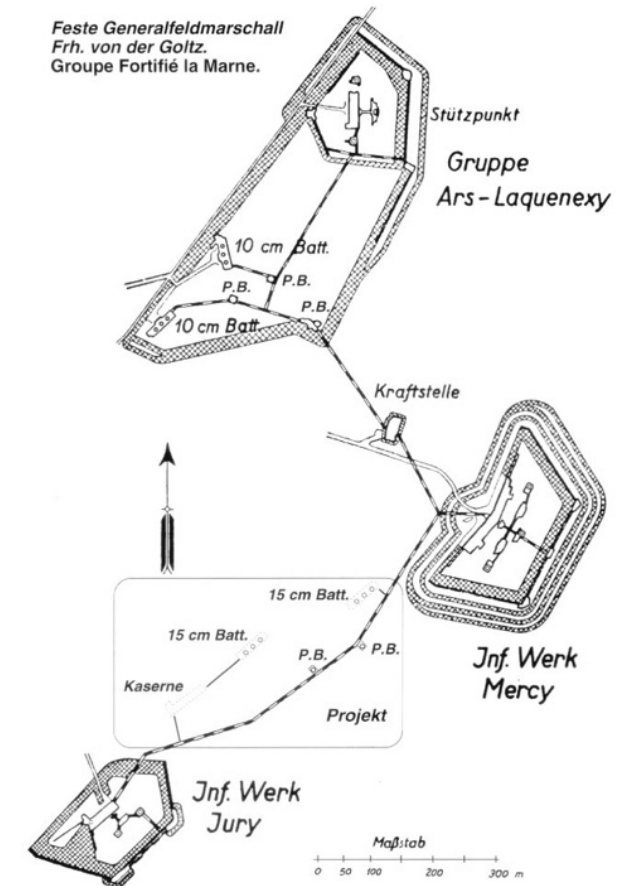 Feste Generalfeldmarschall
Frh. von der Goltz.
Groupe Fortifié la Marne.
Stützpunkt
Gruppe
Ars-Laquenexy
10 cm Batt.
P.B.
P.B.
P.B.
10 cm Batt.
Kraftstelle
15 cm Batt.
15 cm Batt.
P.B.
P.B.
Kaserne
Projekt
Jnf. Werk
Mercy
Jnf. Werk
Jury
Maßstab
0 50 100 200 300 m